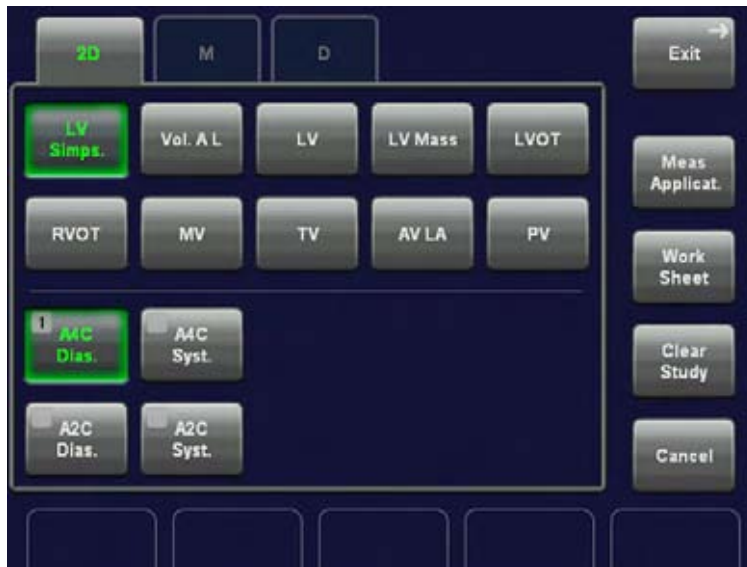 2D
M
D
Exit
LV
Simps.
Vol. A L
LV
LV Mass
LVOT
Meas
Applicat.
RVOT
MV
TV
AV LA
PV
Work
Sheet
1
A4C
Dias.
A4C
Syst.
Clear
Study
A2C
Dias.
A2C
Syst.
Cancel